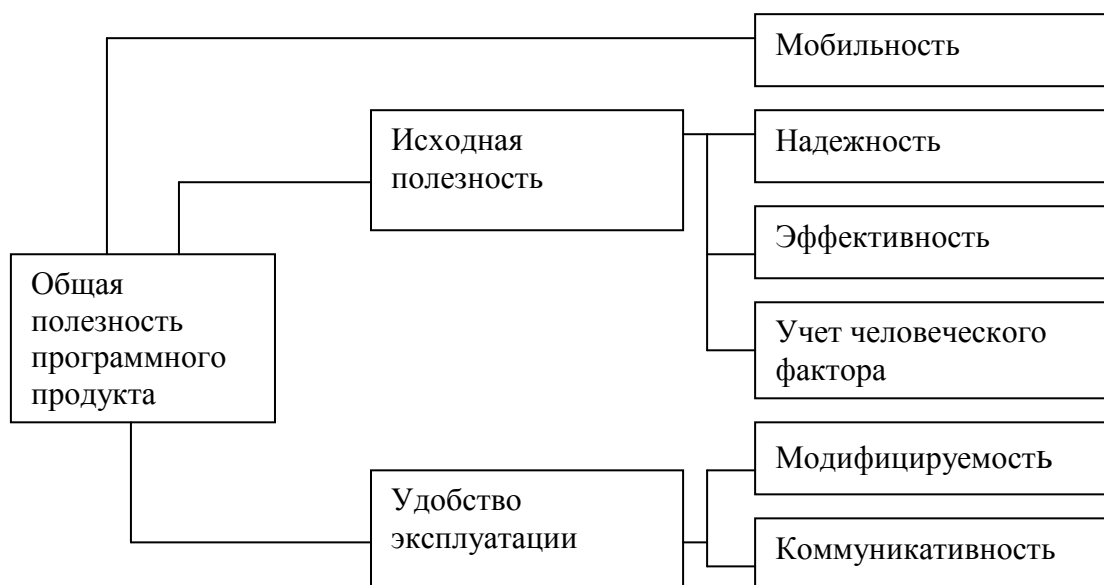 Мобильность
Исходная
полезность
Надежность
Эффективность
Общая
полезность
программного
продукта
Учет человеческого
фактора
Удобство
эксплуатации
Модифицируемость
Коммуникативность